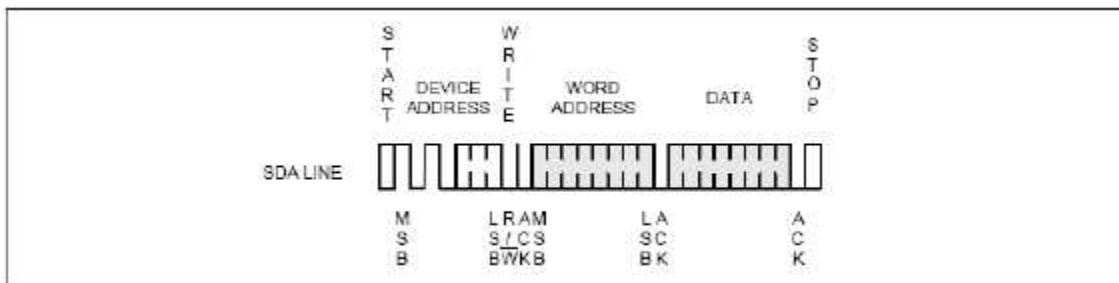 START
DEVICE ADDRESS
WRITE
WORD ADDRESS
DATA
STOP
SDA LINE
MSB
LSB
R/W
ACK
MSB
LSB
ACK
ACK